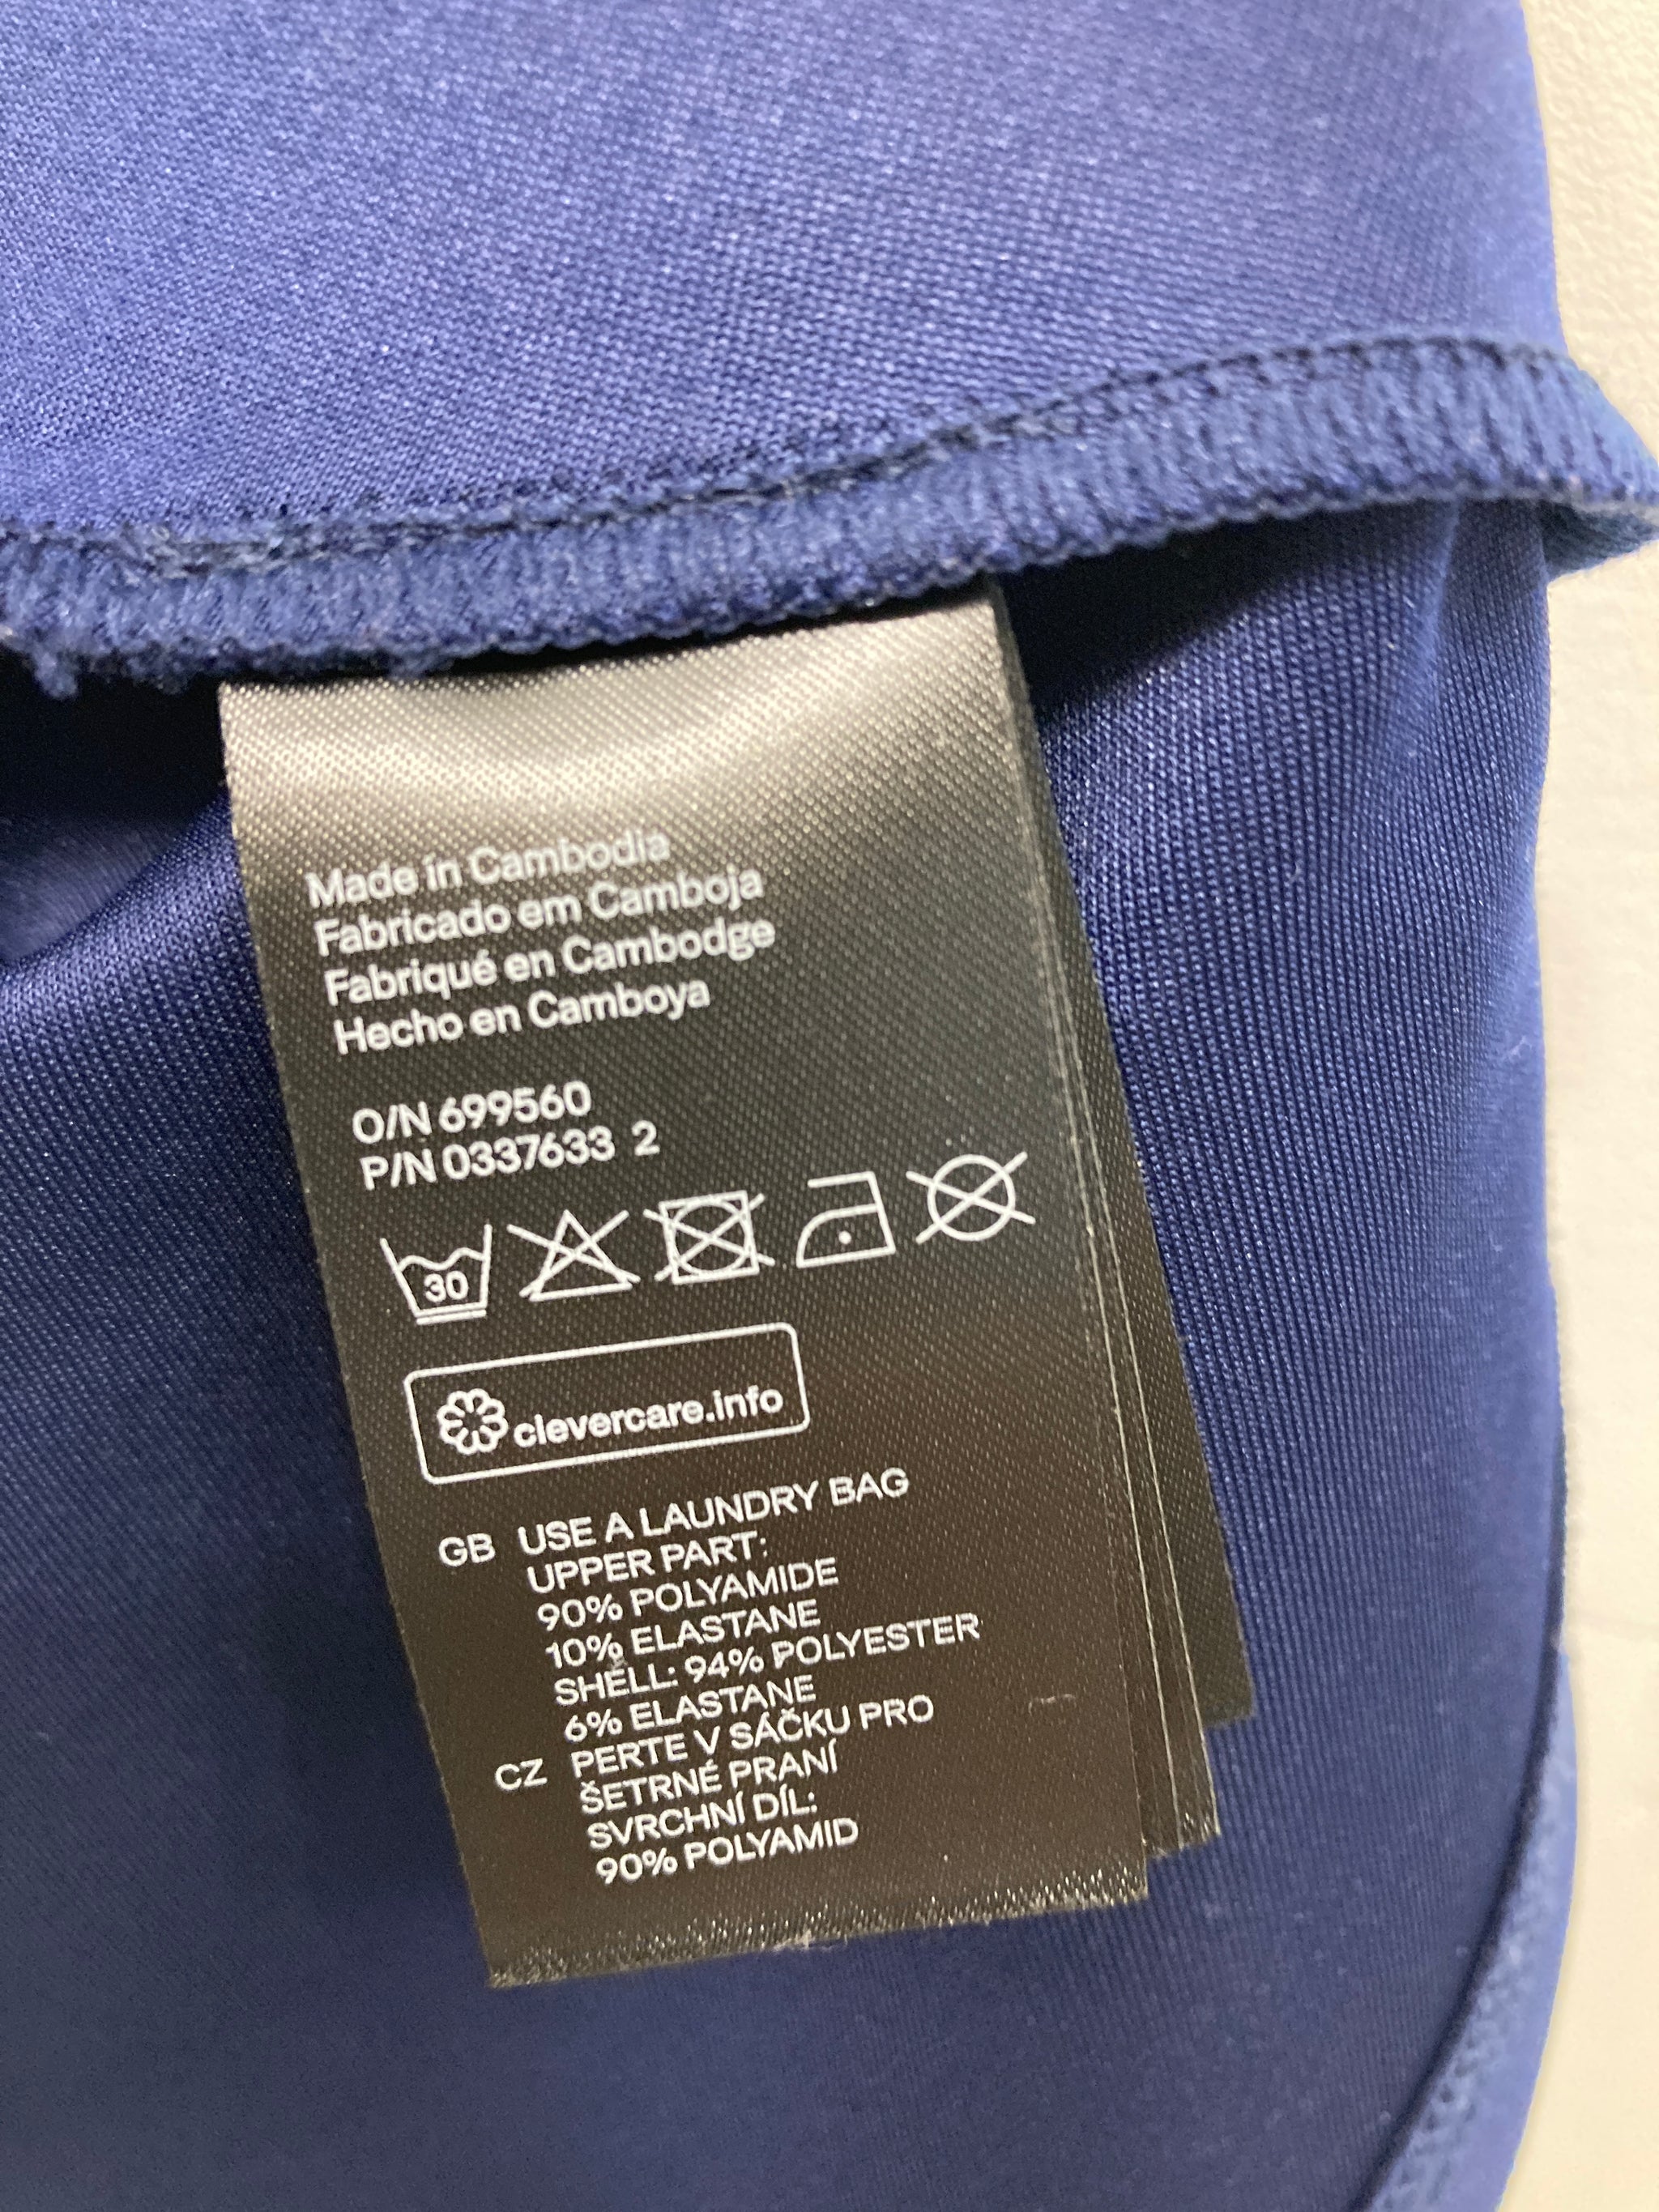 Made in Cambodia
Fabricado em Camboja
Fabriqué en Cambodge
Hecho en Camboya
O/N 699560
P/N 0337633 2
30
clevercare.info
GB USE A LAUNDRY BAG
UPPER PART:
90% POLYAMIDE
10% ELASTANE
SHELL: 94% POLYESTER
6% ELASTANE
CZ PERTE V SÁČKU PRO
ŠETRNÉ PRANÍ
SVRCHNÍ DÍL:
90% POLYAMID